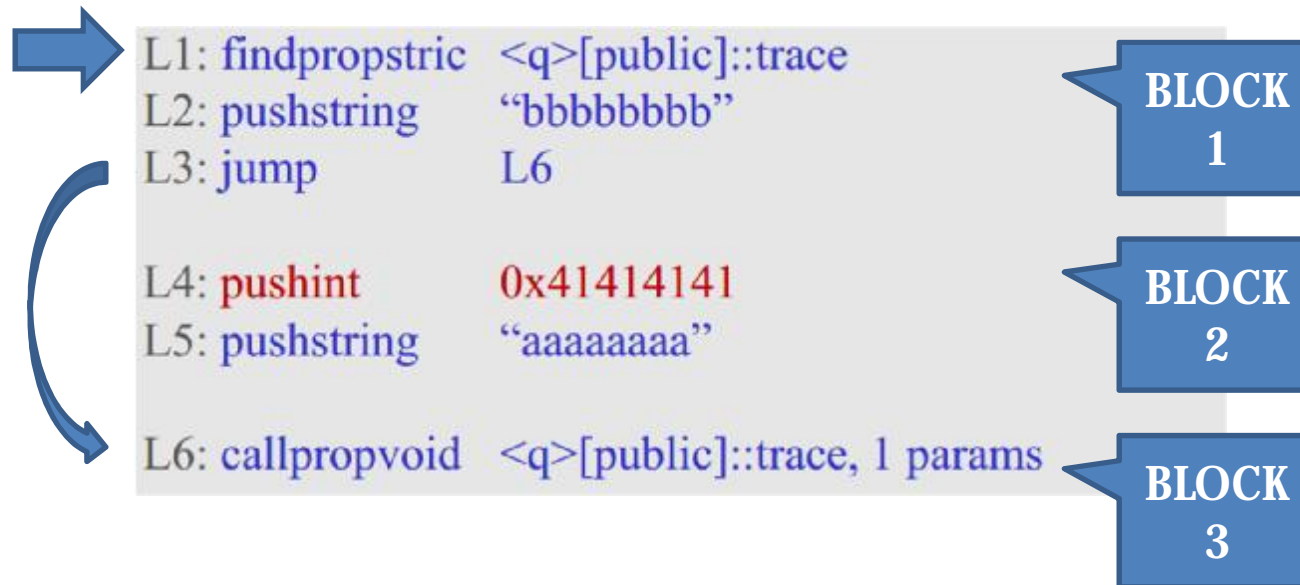 L1: findpropstric <q>[public]::trace
L2: pushstring “bbbbbbbb”
L3: jump L6
BLOCK
1
L4: pushint 0x41414141
L5: pushstring “aaaaaaaa”
BLOCK
2
L6: callpropvoid <q>[public]::trace, 1 params
BLOCK
3